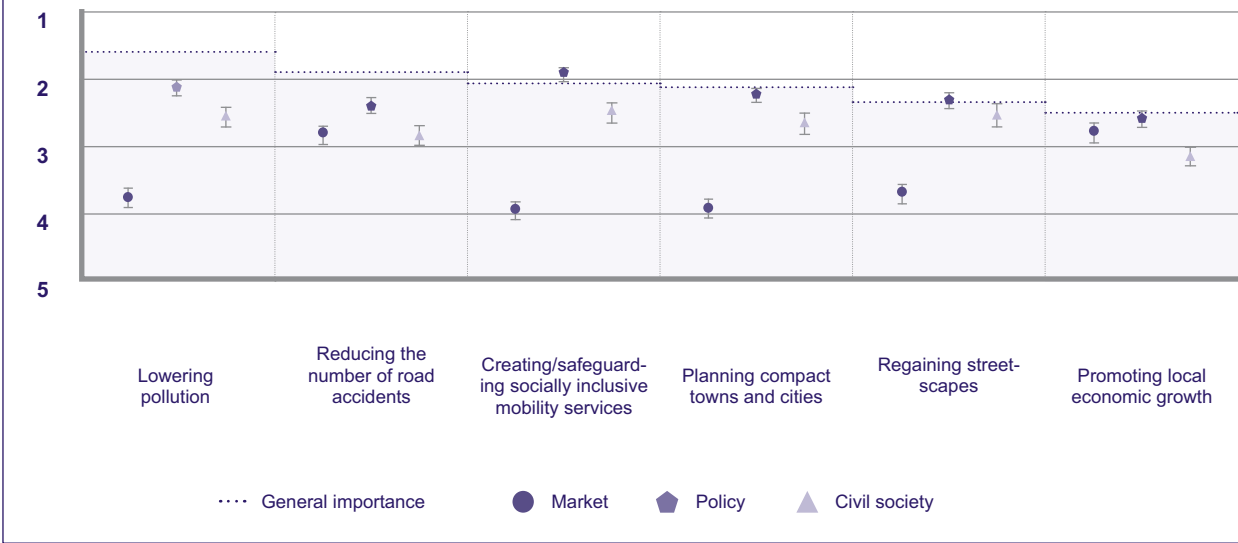 1
2
3
4
5
Lowering
pollution
Reducing the
number of road
accidents
Creating/safeguard-
ing socially inclusive
mobility services
Planning compact
towns and cities
Regaining street-
scapes
Promoting local
economic growth
General importance
Market
Policy
Civil society